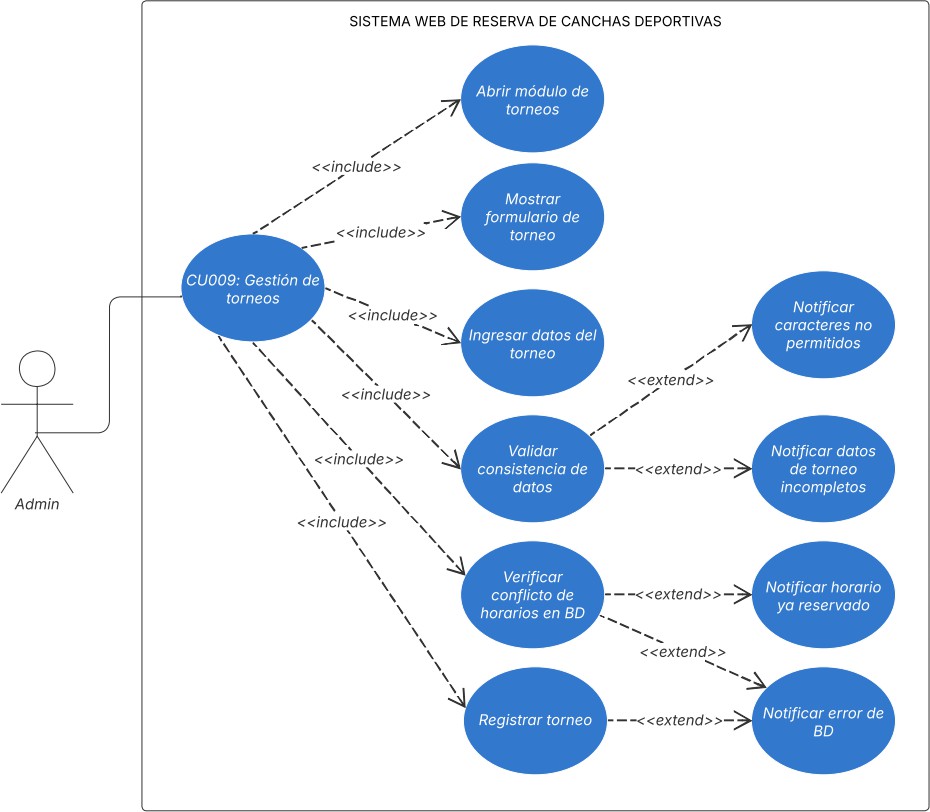 SISTEMA WEB DE RESERVA DE CANCHAS DEPORTIVAS
Abrir módulo de
torneos
<<include>>
Mostrar
formulario de
torneo
<<include>>
CU009: Gestión de
torneos
<<include>>
Ingresar datos del
torneo
Notificar
caracteres no
permitidos
<<extend>>
<<include>>
Validar
consistencia de
datos
<<extend>>
Notificar datos
de torneo
incompletos
<<include>>
Admin
<<include>>
Verificar
conflicto de
horarios en BD
<<extend>>
Notificar horario
ya reservado
<<extend>>
Registrar torneo
<<extend>>
Notificar error de
BD